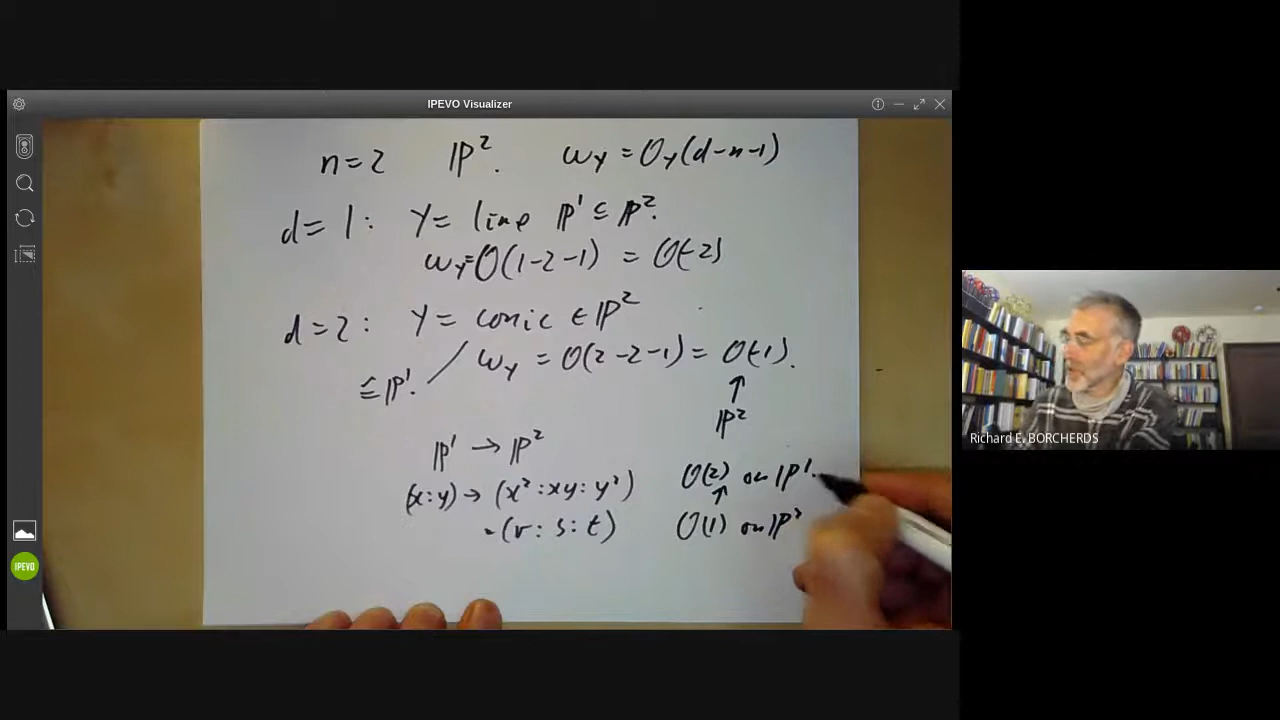 IPEVO Visualizer
n=2 ℙ². ω_Y = O_Y(d-n-1)
d=1: Y= line ℙ¹ ⊆ ℙ².
ω_Y=O(1-2-1) = O(-2)
d=2: Y= conic ∈ ℙ²
≅ℙ¹. ω_Y = O(2-2-1) = O(-1).
↑
ℙ²
ℙ¹ → ℙ²
(x:y) → (x²:xy:y²) O(2) on ℙ¹.
↑
=(r:s:t) O(1) on ℙ²
IPEVO
Richard E. BORCHERDS